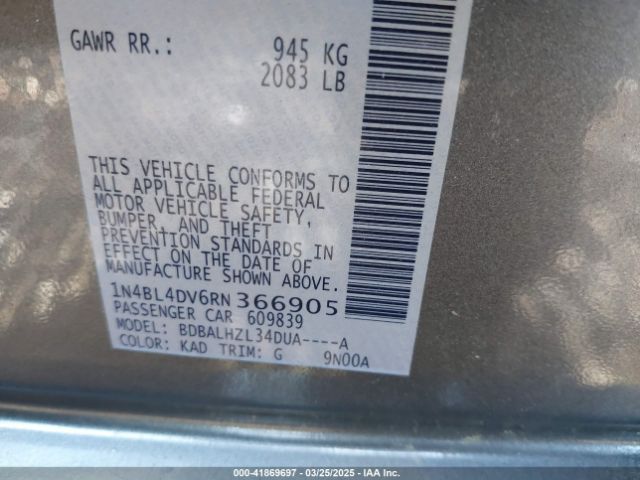 GAWR RR.: 945 KG
2083 LB
THIS VEHICLE CONFORMS TO
ALL APPLICABLE FEDERAL
MOTOR VEHICLE SAFETY,
BUMPER, AND THEFT
PREVENTION STANDARDS IN
EFFECT ON THE DATE OF
MANUFACTURE SHOWN ABOVE.
1N4BL4DV6RN366905
PASSENGER CAR 609839
MODEL: BDBALHZL34DUA----A
COLOR: KAD TRIM: G 9N00A
000-41869697 - 03/25/2025 - IAA Inc.